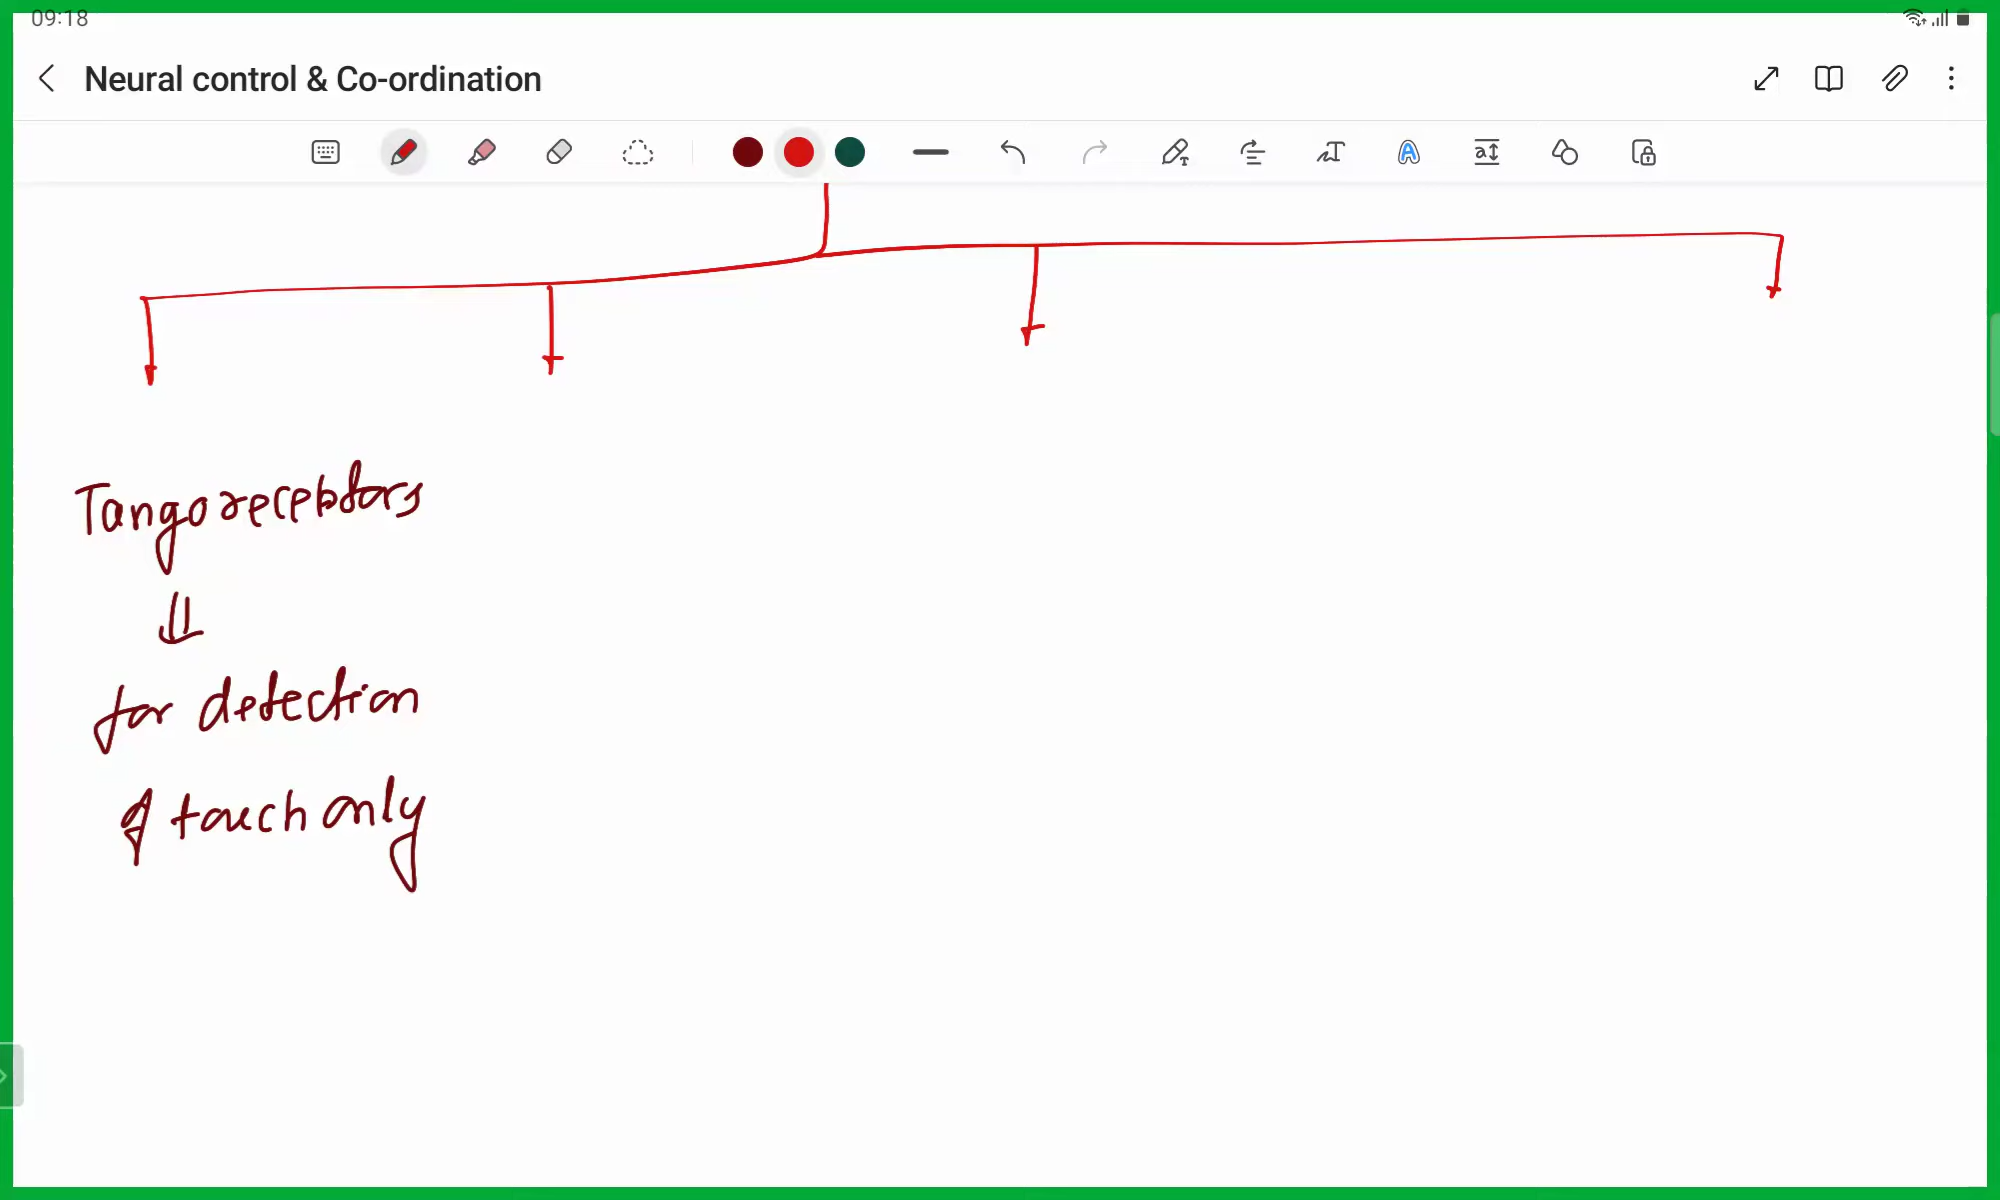 09:18
Neural control & Co-ordination
Tangoreceptors
for detection
of touch only